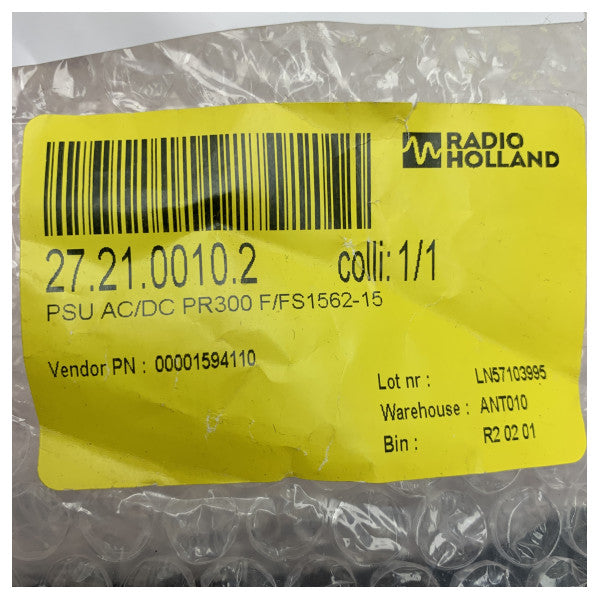 RADIO
HOLLAND
27.21.0010.2 colli: 1/1
PSU AC/DC PR300 F/FS1562-15
Vendor PN : 00001594110
Lot nr : LN57103995
Warehouse : ANT010
Bin : R2 02 01